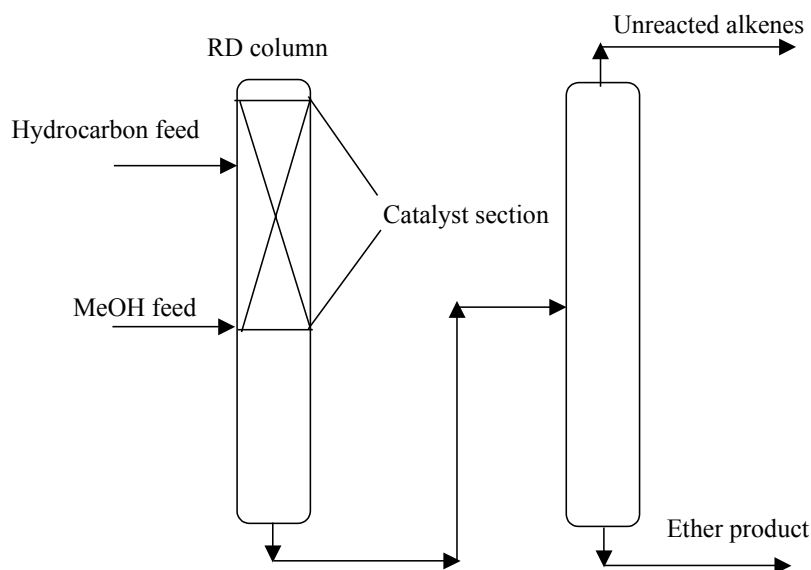 Unreacted alkenes
RD column
Hydrocarbon feed
Catalyst section
MeOH feed
Ether product